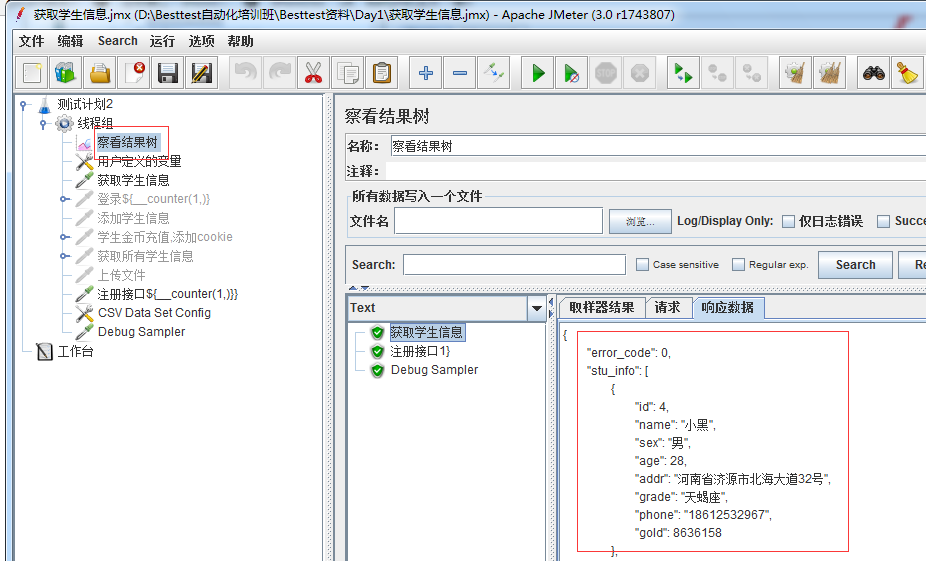 获取学生信息.jmx (D:\Besttest自动化培训班\Besttest资料\Day1\获取学生信息.jmx) - Apache JMeter (3.0 r1743807)
文件 编辑 Search 运行 选项 帮助
STOP
测试计划2
线程组
察看结果树
用户定义的变量
获取学生信息
登录${__counter(1,)}
添加学生信息
学生金币充值,添加cookie
获取所有学生信息
上传文件
注册接口${__counter(1,)}}
CSV Data Set Config
Debug Sampler
工作台
察看结果树
名称: 察看结果树
注释:
所有数据写入一个文件
文件名 浏览... Log/Display Only: 仅日志错误 Succe
Search: Case sensitive Regular exp. Search Re
Text
获取学生信息
注册接口1}
Debug Sampler
取样器结果 请求 响应数据
{
"error_code": 0,
"stu_info": [
{
"id": 4,
"name": "小黑",
"sex": "男",
"age": 28,
"addr": "河南省济源市北海大道32号",
"grade": "天蝎座",
"phone": "18612532967",
"gold": 8636158
},